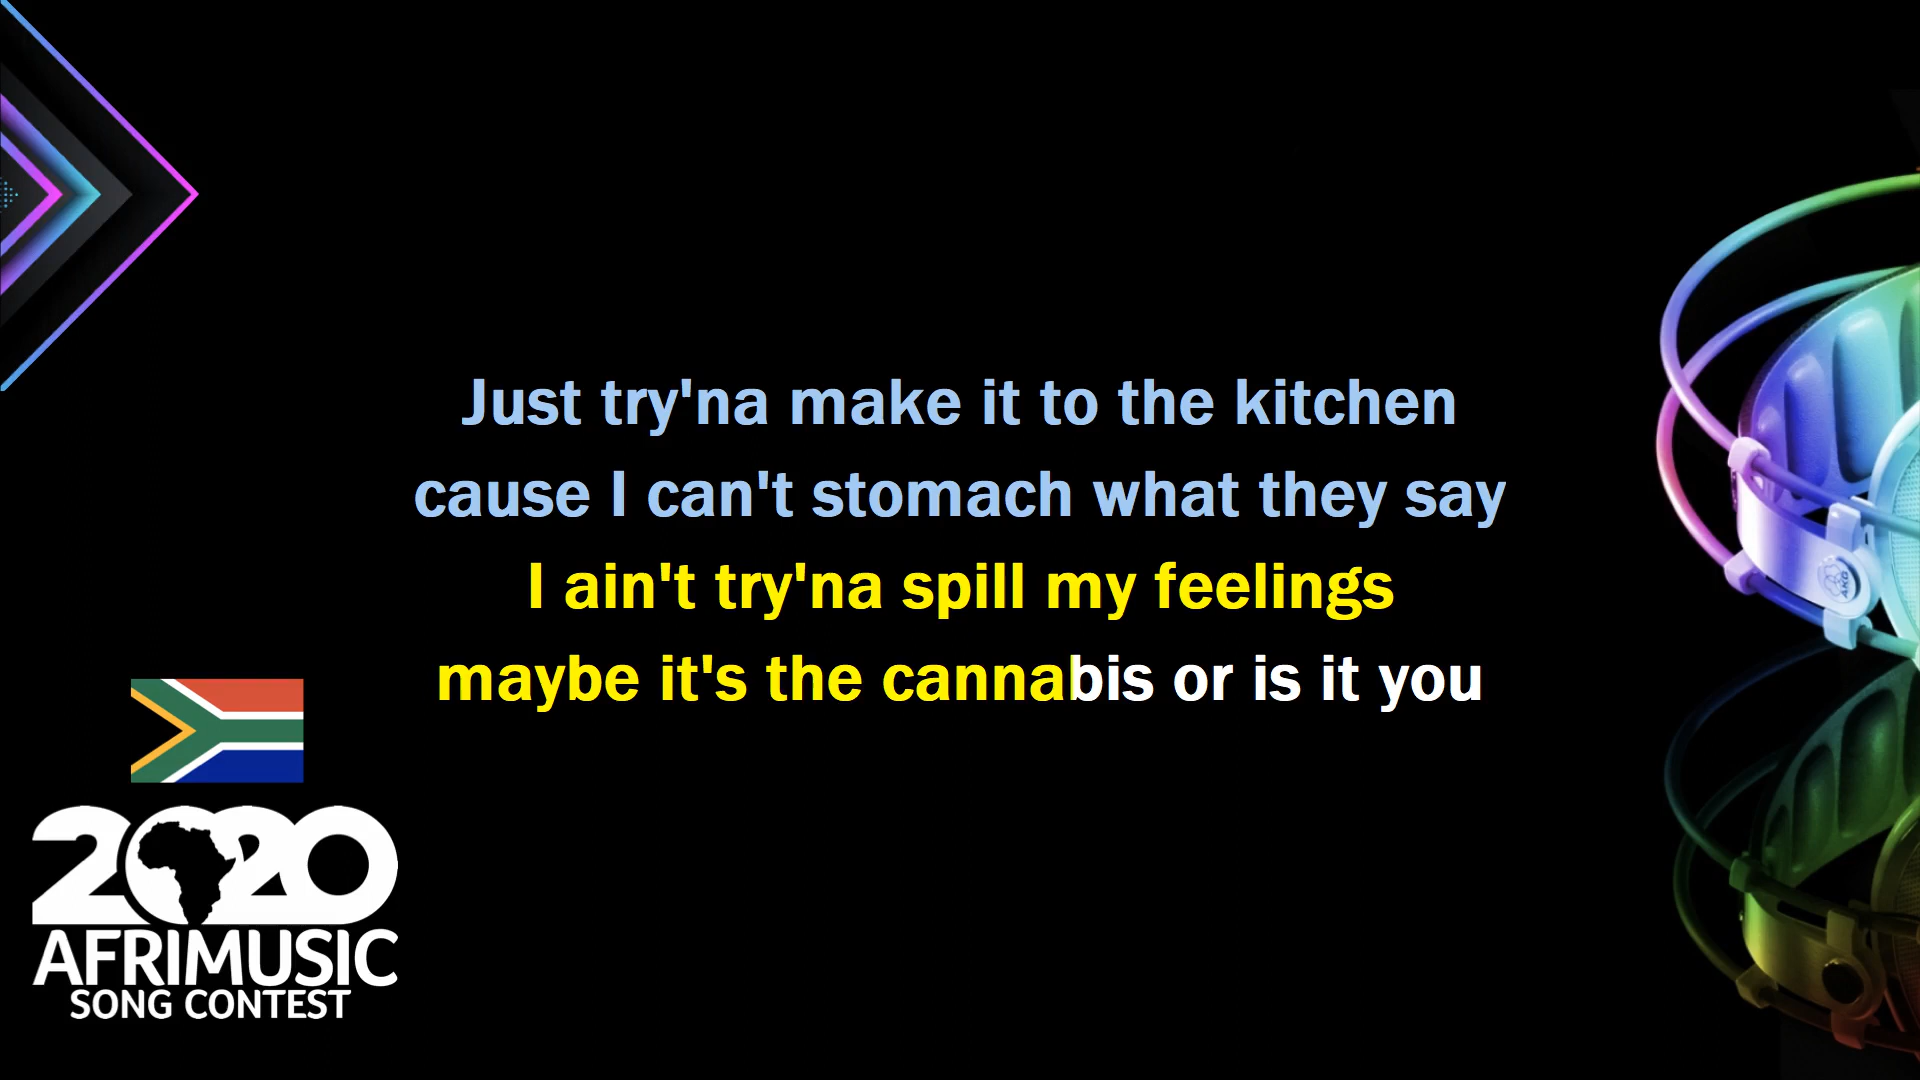 Just try'na make it to the kitchen
cause I can't stomach what they say
I ain't try'na spill my feelings
maybe it's the cannabis or is it you
2020
AFRIMUSIC
SONG CONTEST
AKG